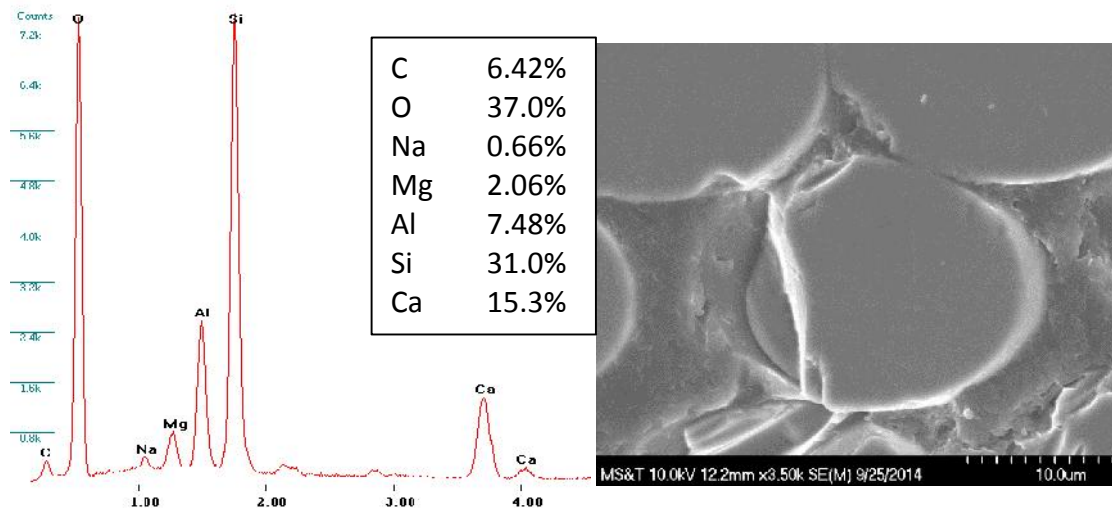 Counts
O
Si
7.2k
6.4k
5.6k
4.8k
4.0k
3.2k
2.4k
Al
1.6k
Ca
Mg
0.8k
C
Na
Ca
1.00
2.00
3.00
4.00
C 6.42%
O 37.0%
Na 0.66%
Mg 2.06%
Al 7.48%
Si 31.0%
Ca 15.3%
MS&T 10.0kV 12.2mm x3.50k SE(M) 9/25/2014
10.0um